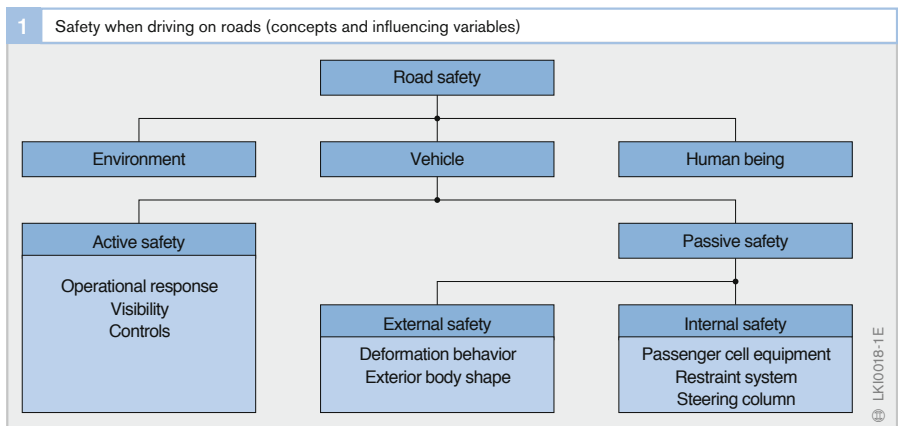 1 Safety when driving on roads (concepts and influencing variables)
Road safety
Environment
Vehicle
Human being
Active safety
Operational response
Visibility
Controls
Passive safety
External safety
Deformation behavior
Exterior body shape
Internal safety
Passenger cell equipment
Restraint system
Steering column
LKI0018-1E